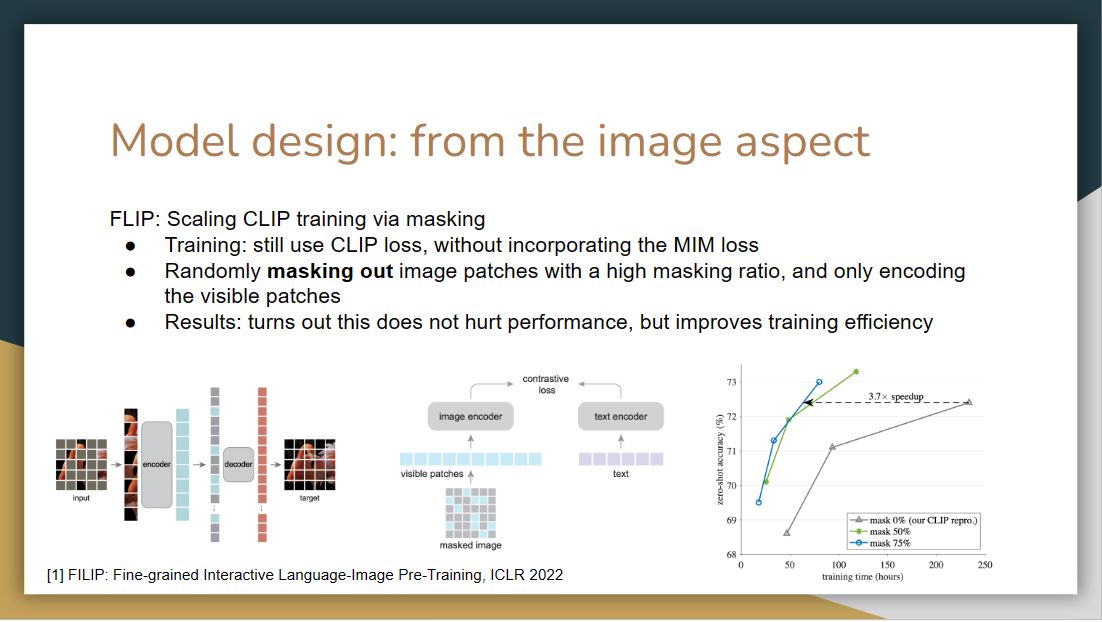 Model design: from the image aspect
FLIP: Scaling CLIP training via masking
● Training: still use CLIP loss, without incorporating the MIM loss
● Randomly masking out image patches with a high masking ratio, and only encoding
the visible patches
● Results: turns out this does not hurt performance, but improves training efficiency
input
encoder
decoder
target
contrastive
loss
image encoder
text encoder
visible patches
text
masked image
zero-shot accuracy (%)
73
72
71
70
69
68
3.7× speedup
mask 0% (our CLIP repro.)
mask 50%
mask 75%
0 50 100 150 200 250
training time (hours)
[1] FILIP: Fine-grained Interactive Language-Image Pre-Training, ICLR 2022